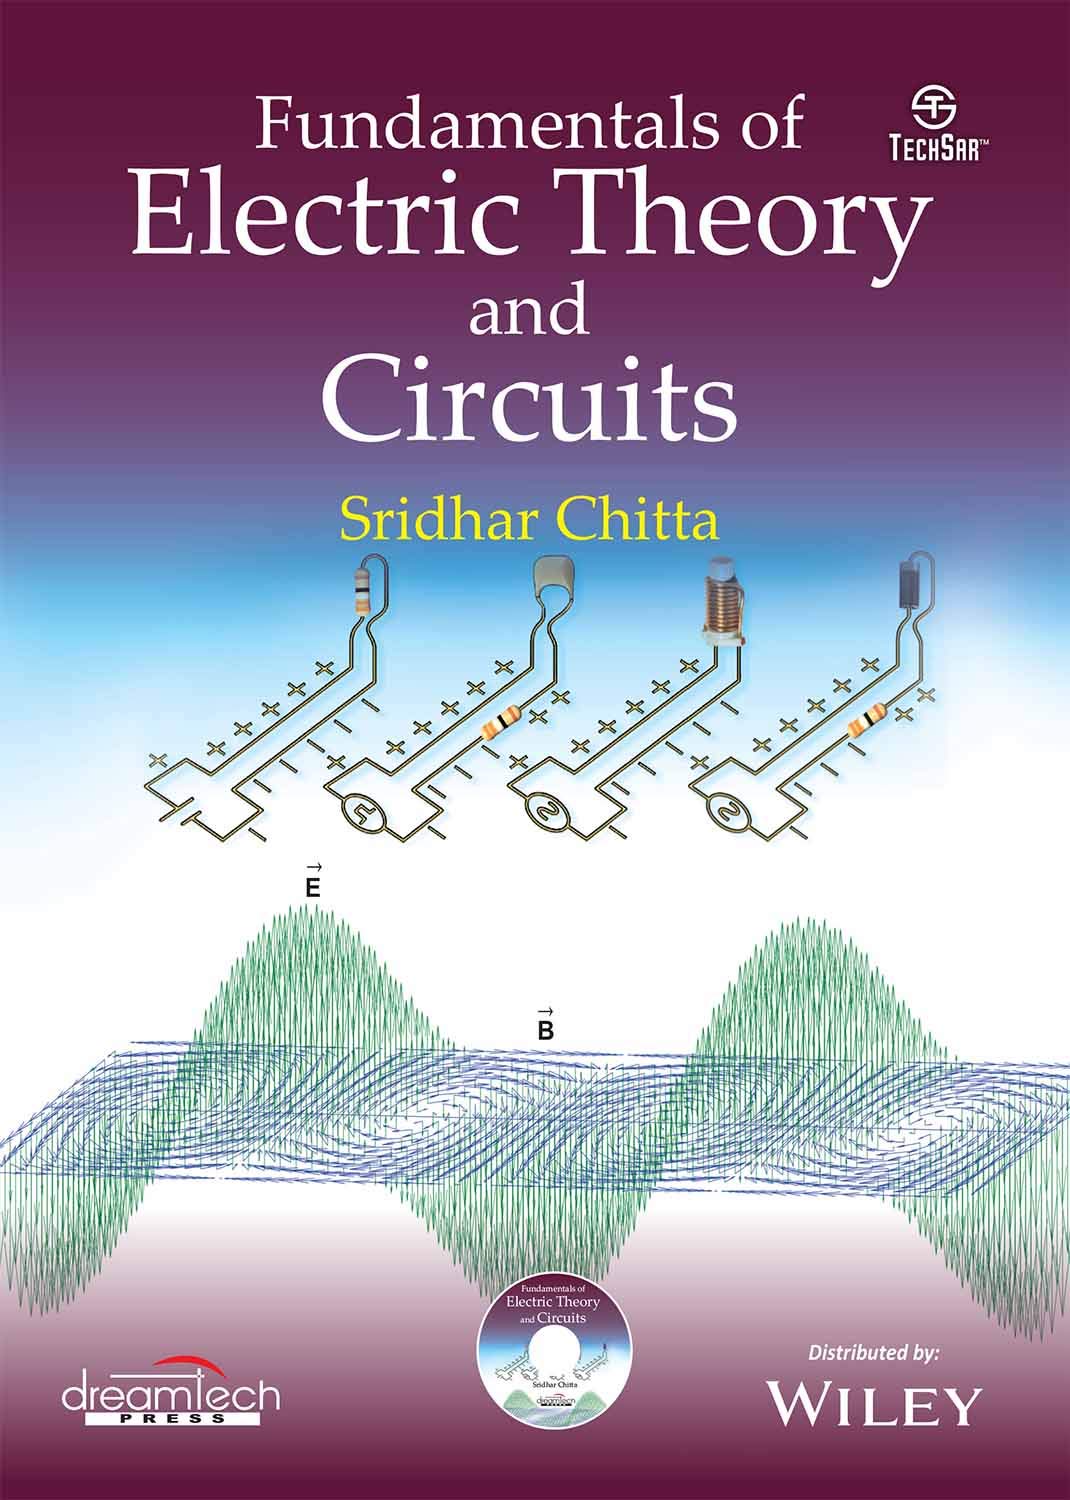 Fundamentals of
Electric Theory
and
Circuits
TECHSAR™
Sridhar Chitta
E
B
Fundamentals of
Electric Theory
and Circuits
Sridhar Chitta
dreamtech
dreamtech
PRESS
Distributed by:
WILEY